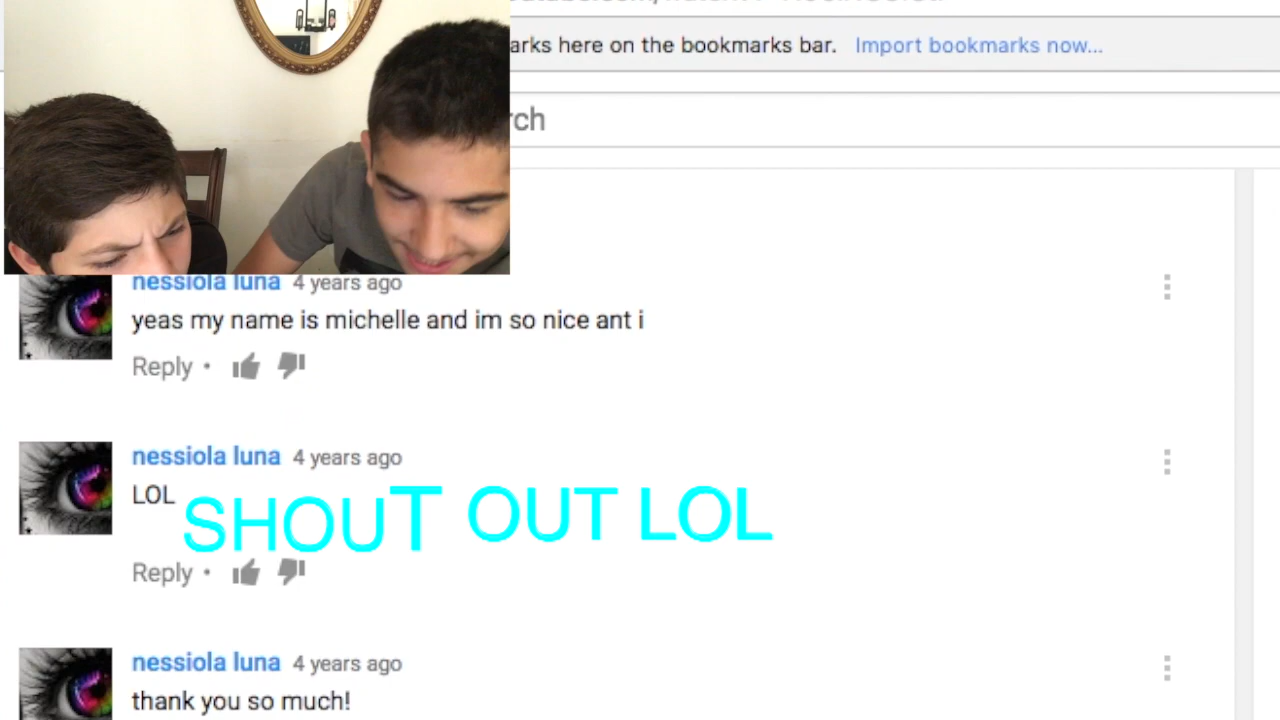 arks here on the bookmarks bar. Import bookmarks now...
rch
nessiola luna 4 years ago
yeas my name is michelle and im so nice ant i
Reply •
nessiola luna 4 years ago
LOL
SHOUT OUT LOL
Reply •
nessiola luna 4 years ago
thank you so much!